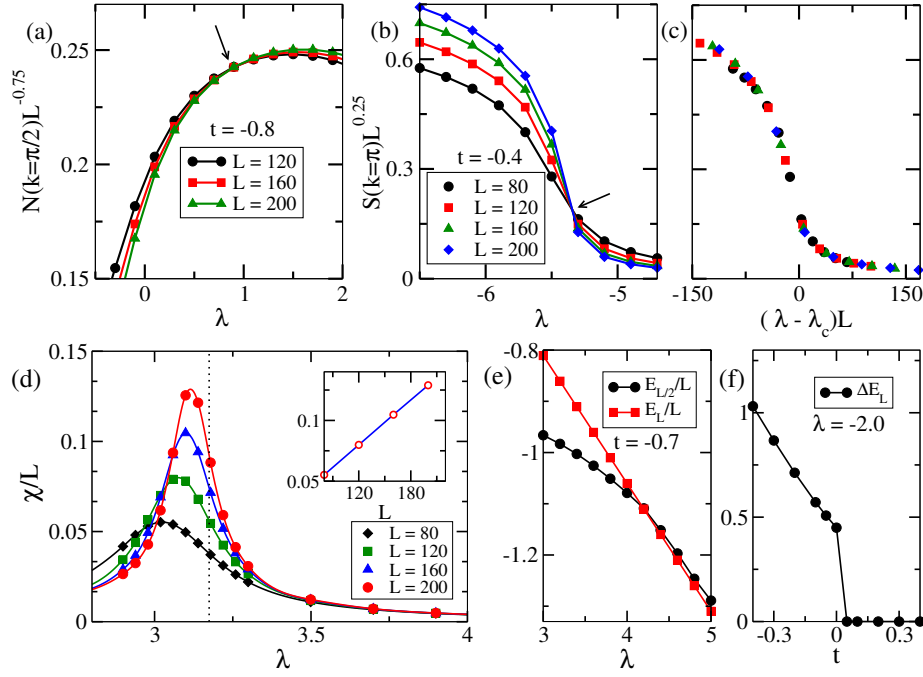 (a)
N(k=π/2)L^-0.75
0.25
0.2
0.15
t = -0.8
L = 120
L = 160
L = 200
0
1
2
λ
(b)
S(k=π)L^0.25
0.6
0.3
0
t = -0.4
L = 80
L = 120
L = 160
L = 200
-6
-5
λ
(c)
-150
0
150
(λ - λ_c)L
(d)
χ/L
0.15
0.1
0.05
0
0.1
0.05
120
180
L
L = 80
L = 120
L = 160
L = 200
3
3.5
4
λ
(e)
-0.8
-1
-1.2
E_L/2/L
E_L/L
t = -0.7
3
4
5
λ
(f)
1
0.5
0
ΔE_L
λ = -2.0
-0.3
0
0.3
t